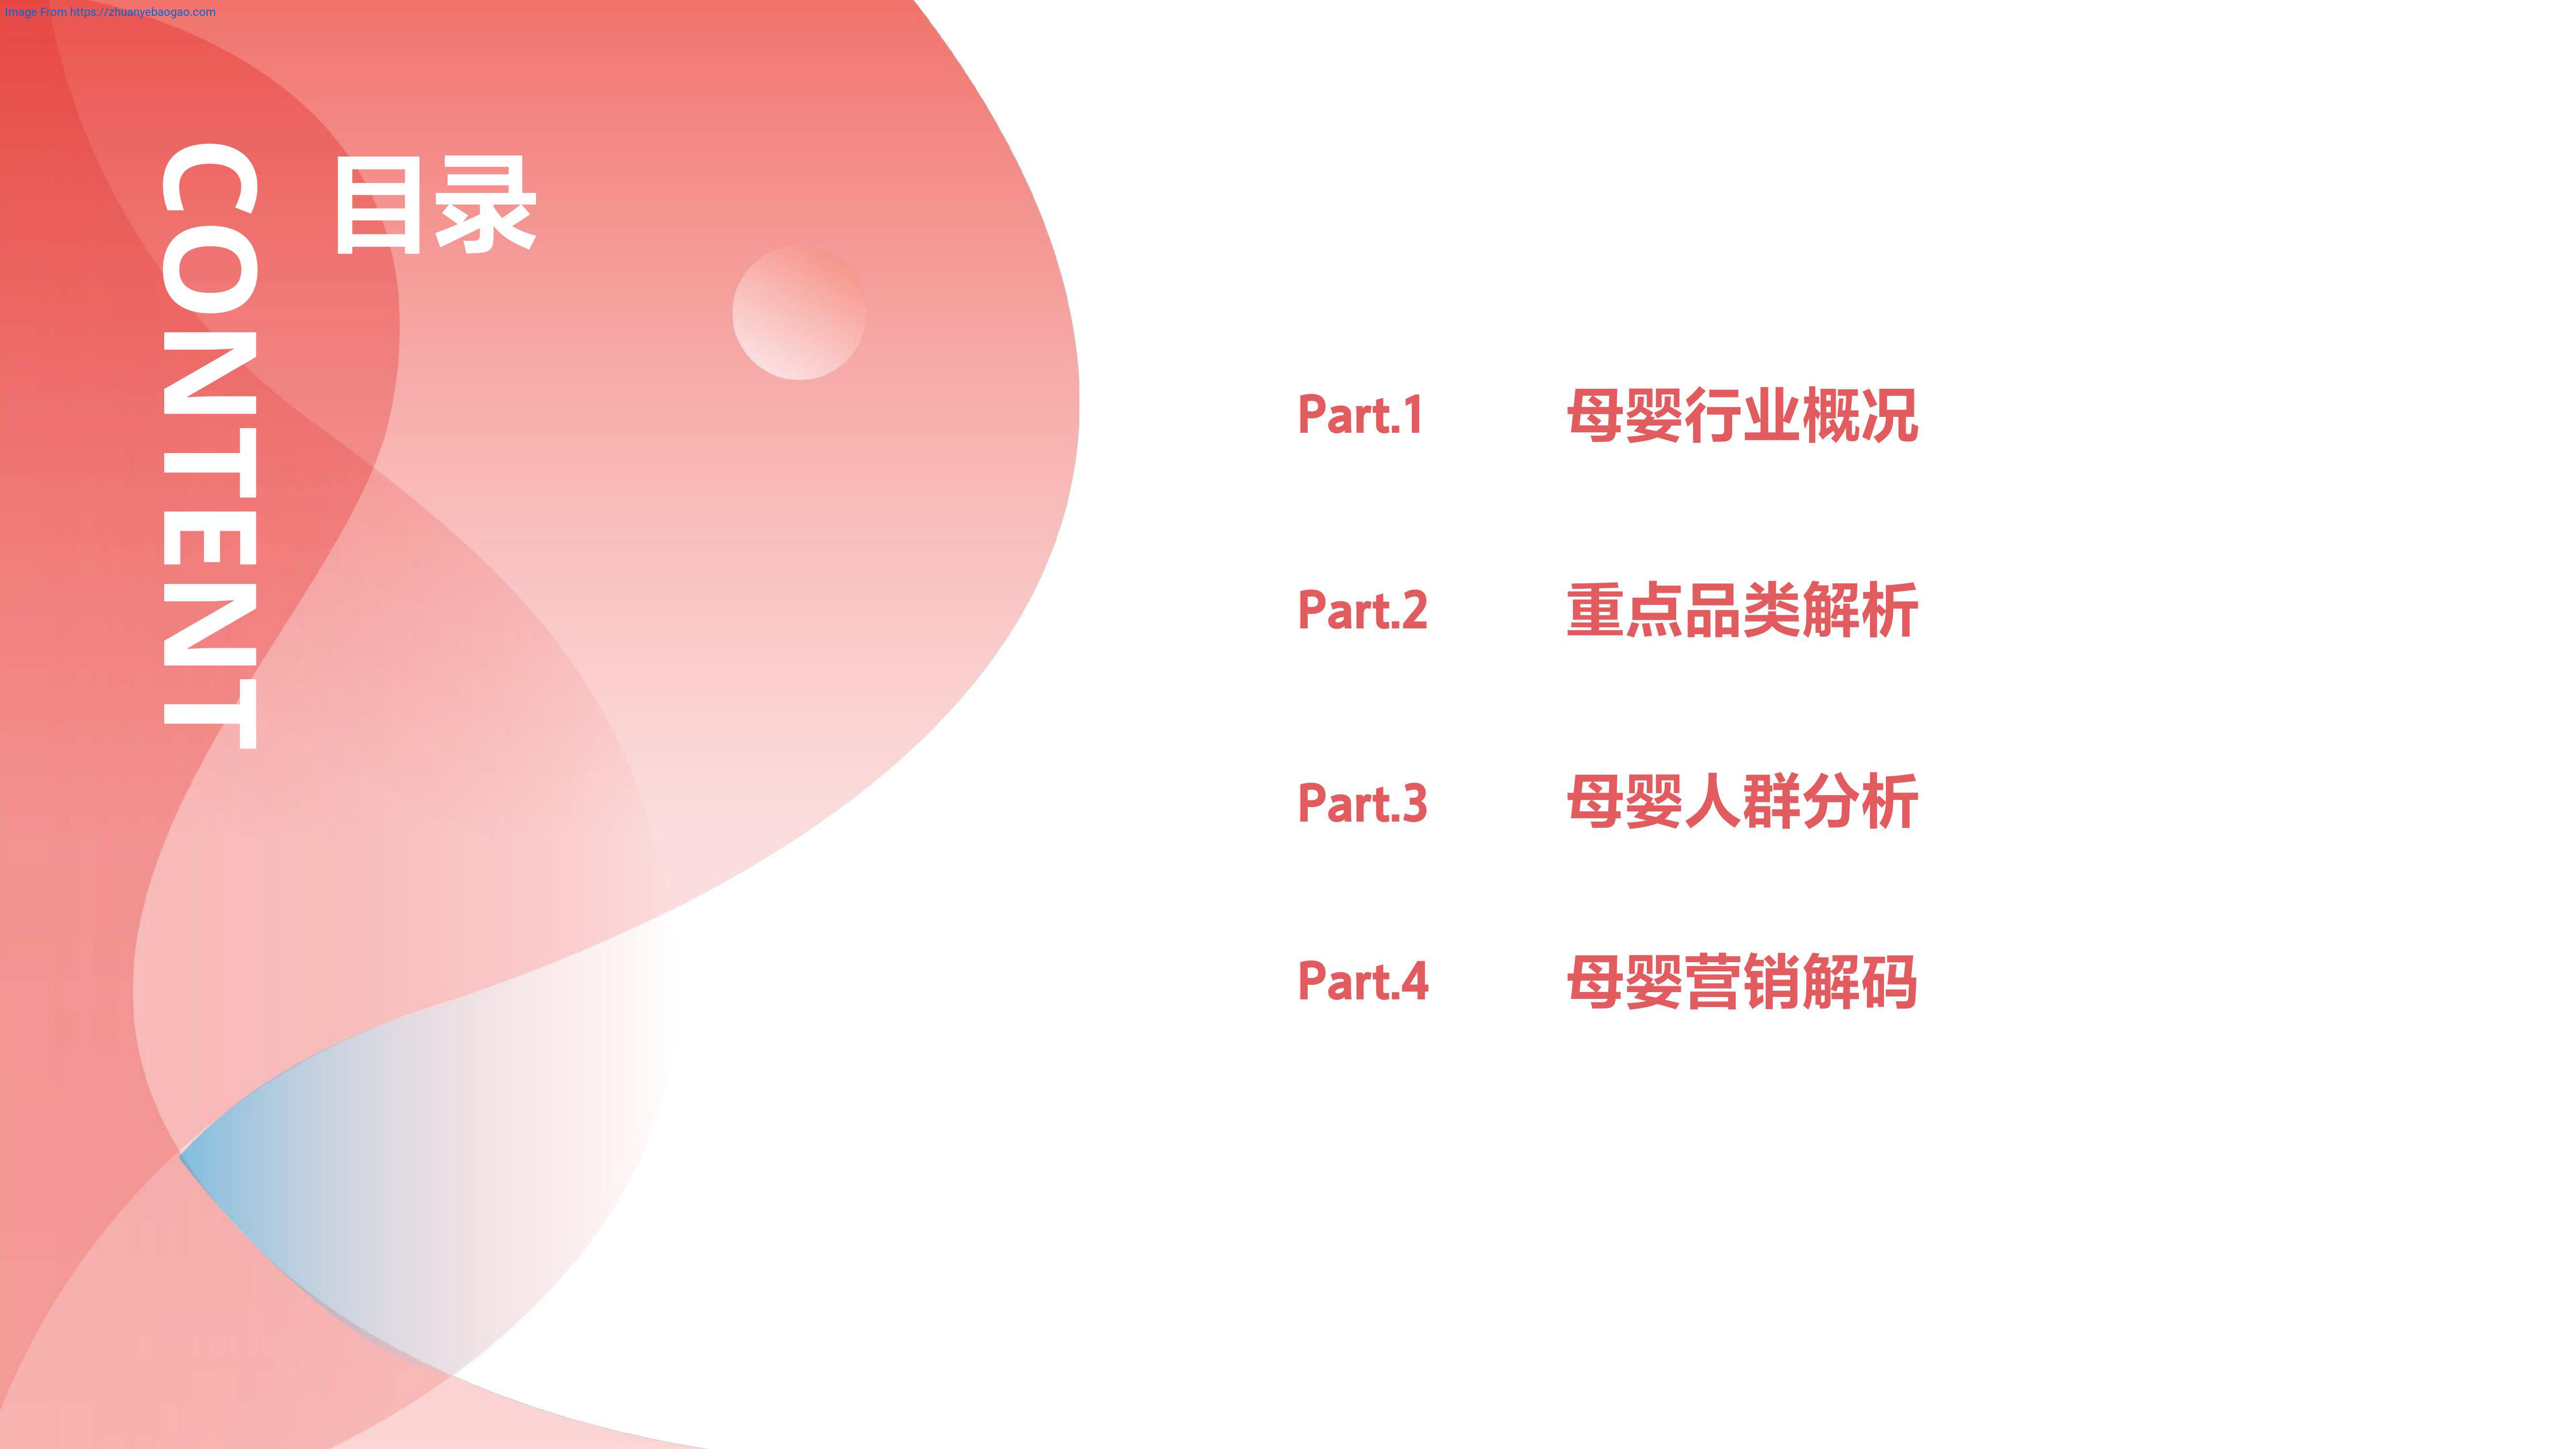 Image From https://zhuanyebaogao.com
CONTENT
目录
Part.1 母婴行业概况
Part.2 重点品类解析
Part.3 母婴人群分析
Part.4 母婴营销解码